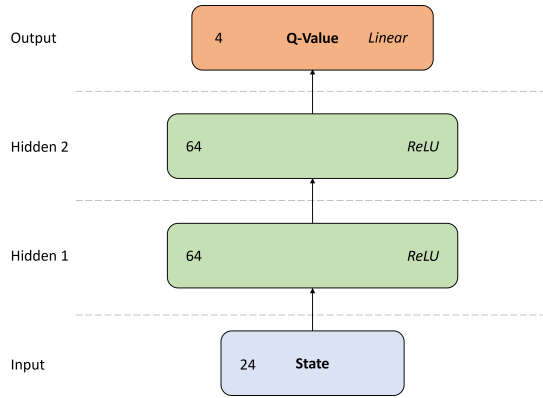 Output 4 Q-Value Linear
Hidden 2 64 ReLU
Hidden 1 64 ReLU
Input 24 State